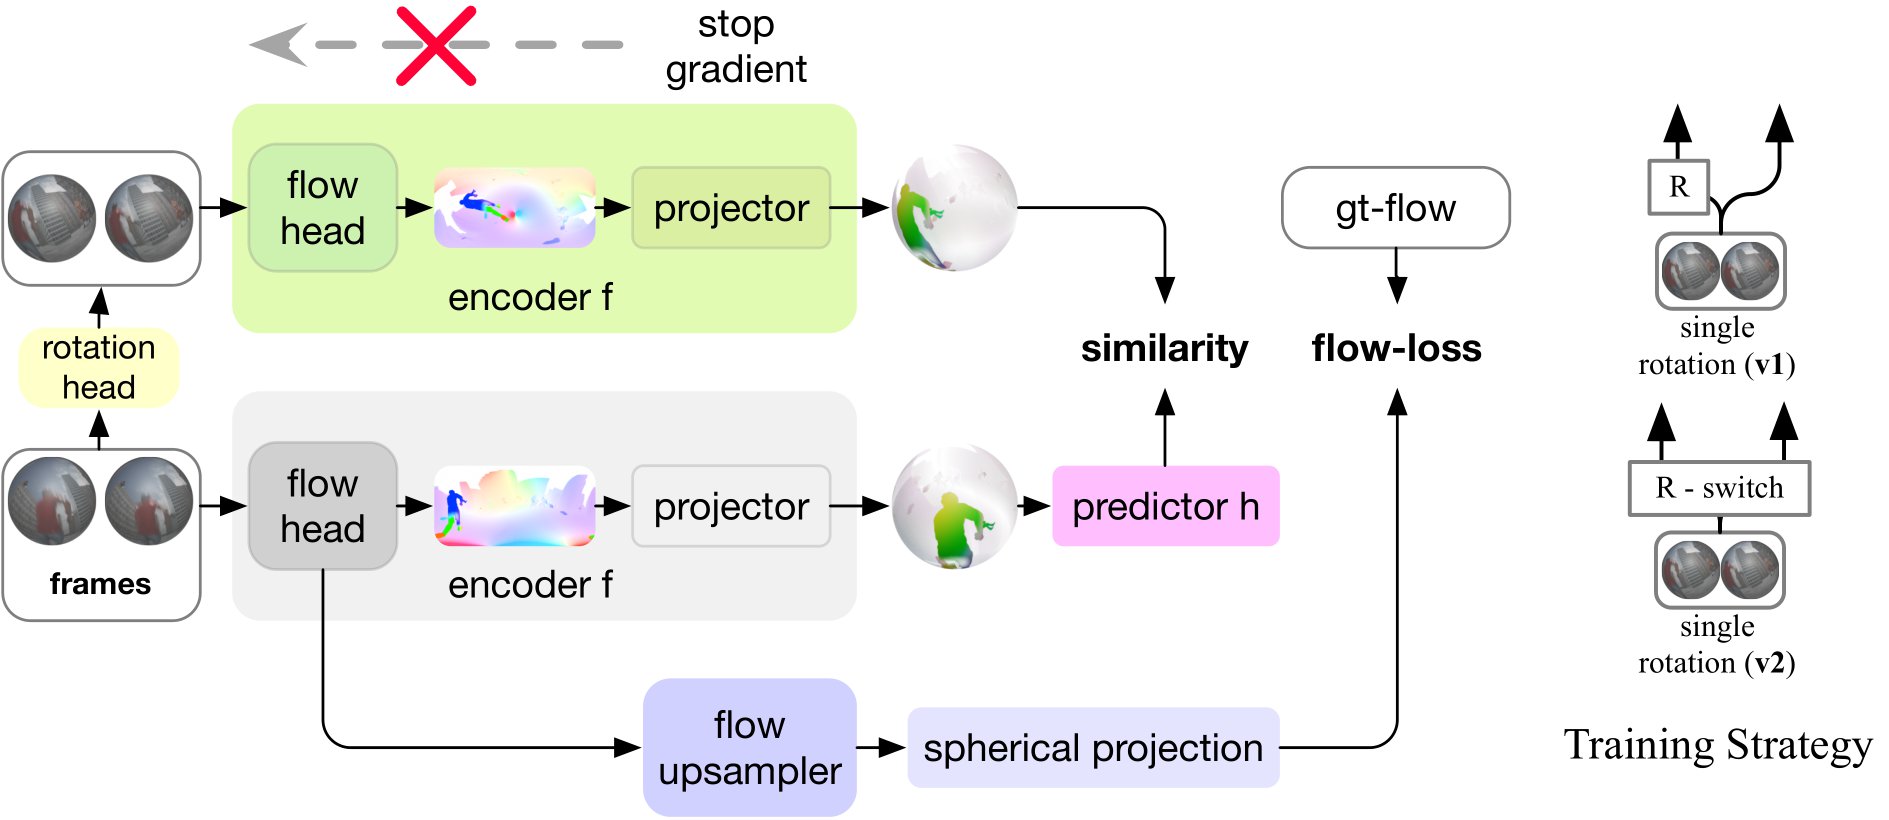 stop
gradient
flow
head
projector
encoder f
gt-flow
rotation
head
similarity
flow-loss
flow
head
projector
predictor h
encoder f
frames
flow
upsampler
spherical projection
R
single
rotation (v1)
R - switch
single
rotation (v2)
Training Strategy